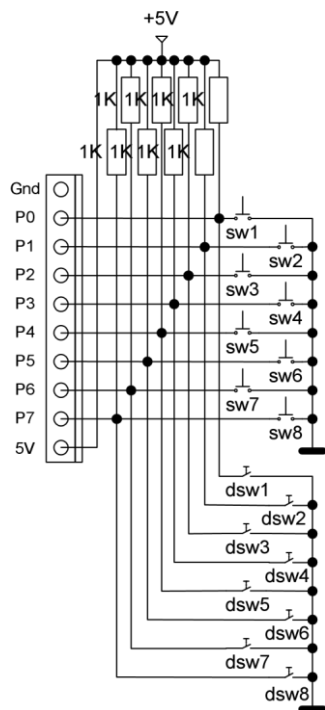 +5V
1K 1K 1K 1K
1K 1K 1K
Gnd
P0
sw1
P1
sw2
P2
sw3
P3
sw4
P4
sw5
P5
sw6
P6
sw7
P7
sw8
5V
dsw1
dsw2
dsw3
dsw4
dsw5
dsw6
dsw7
dsw8